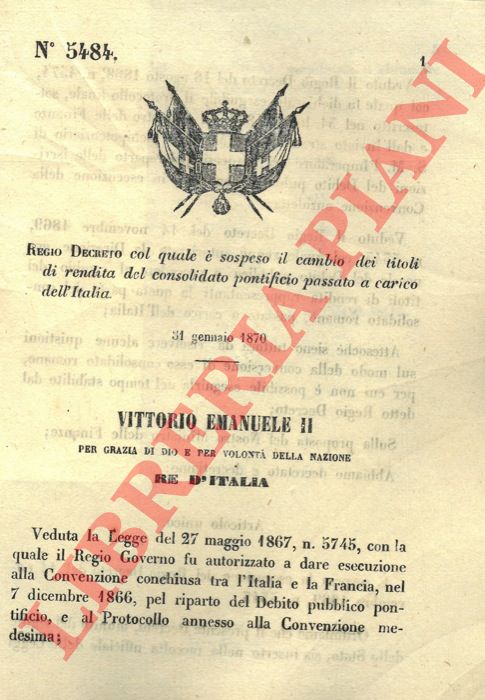 N° 5484.
1
REGIO DECRETO col quale è sospeso il cambio dei titoli
di rendita del consolidato pontificio passato a carico
dell'Italia.
31 gennaio 1870
VITTORIO EMANUELE II
PER GRAZIA DI DIO E PER VOLONTÀ DELLA NAZIONE
RE D'ITALIA
Veduta la Legge del 27 maggio 1867, n. 3745, con la
quale il Regio Governo fu autorizzato a dare esecuzione
alla Convenzione conchiusa tra l'Italia e la Francia, nel
7 dicembre 1866, pel riparto del Debito pubblico pon-
tificio, e al Protocollo annesso alla Convenzione me-
desima;
LIBRERIA PIANI